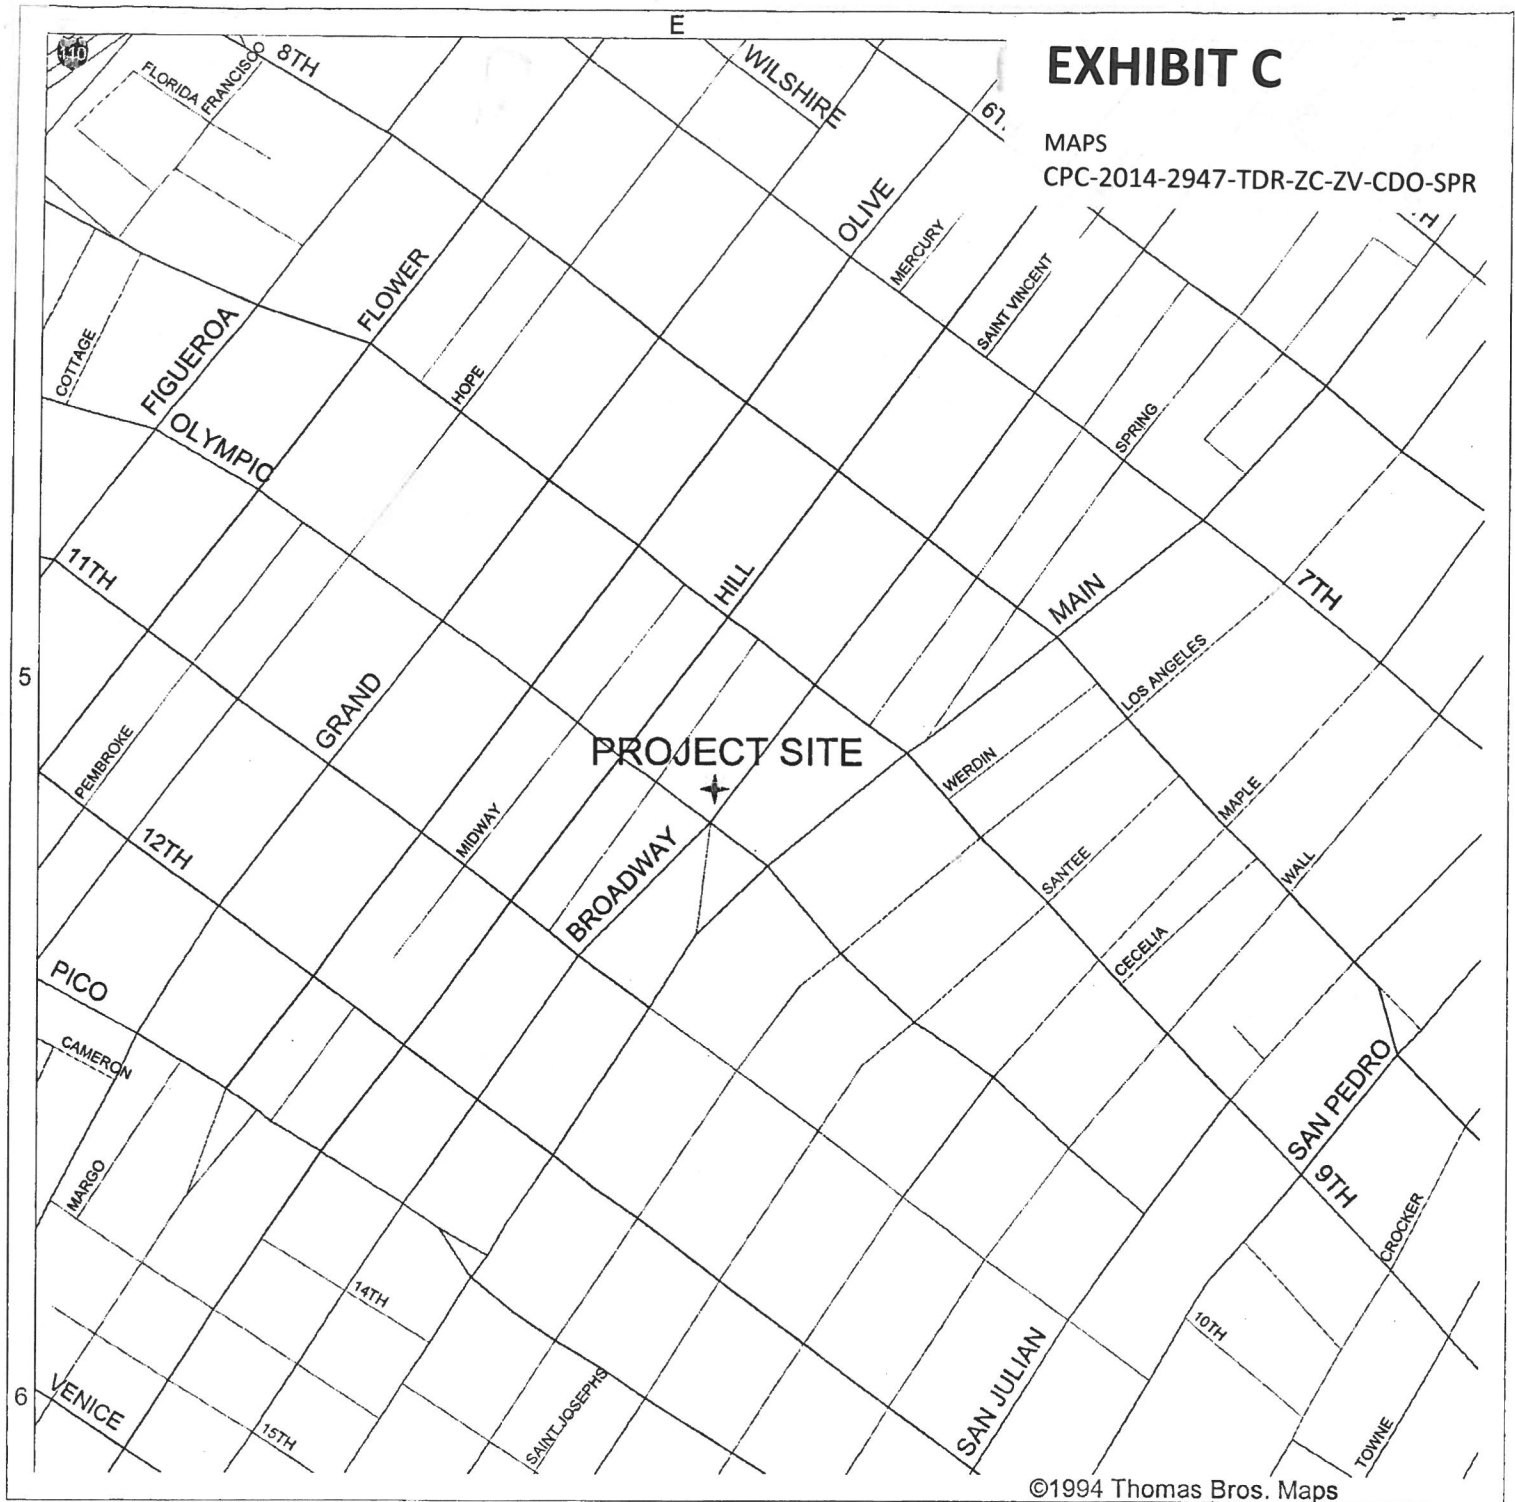 E
EXHIBIT C
MAPS
CPC-2014-2947-TDR-ZC-ZV-CDO-SPR
110
8TH
FLORIDA
FRANCISCO
WILSHIRE
OLIVE
MERCURY
SAINT VINCENT
FLOWER
FIGUEROA
COTTAGE
HOPE
OLYMPIC
SPRING
11TH
HILL
MAIN
7TH
5
LOS ANGELES
GRAND
PEMBROKE
PROJECT SITE
WERDIN
MAPLE
MIDWAY
12TH
BROADWAY
SANTEE
WALL
CECELIA
PICO
CAMERON
SAN PEDRO
MARGO
9TH
CROCKER
14TH
10TH
SAN JULIAN
6
VENICE
15TH
SAINT JOSEPHS
TOWNE
©1994 Thomas Bros. Maps